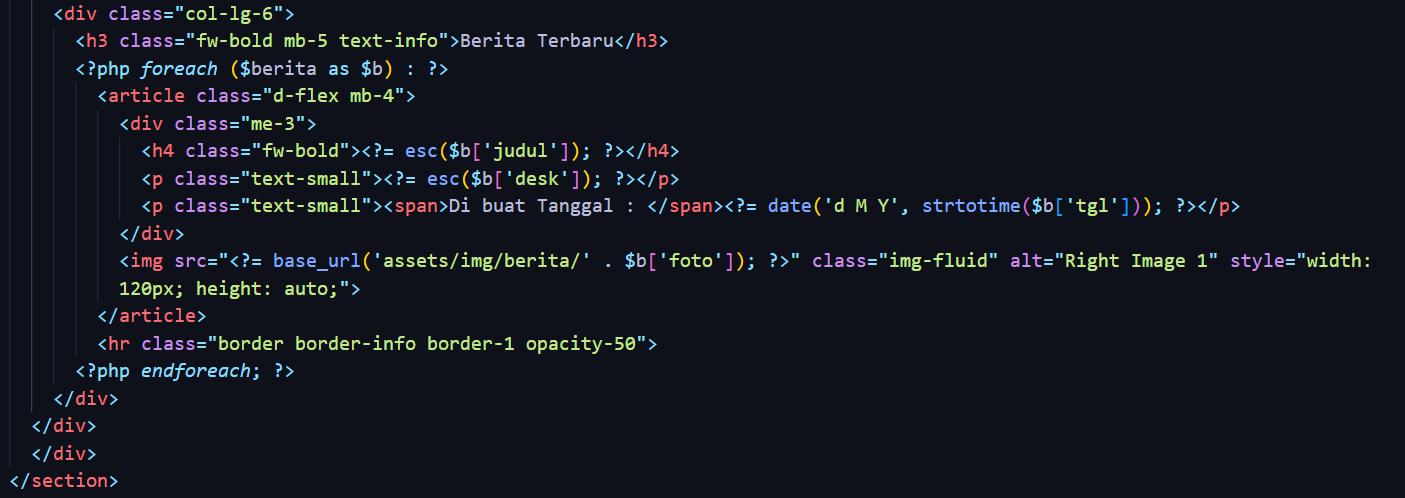 <div class="col-lg-6">
<h3 class="fw-bold mb-5 text-info">Berita Terbaru</h3>
<?php foreach ($berita as $b) : ?>
<article class="d-flex mb-4">
<div class="me-3">
<h4 class="fw-bold"><?= esc($b['judul']); ?></h4>
<p class="text-small"><?= esc($b['desk']); ?></p>
<p class="text-small"><span>Di buat Tanggal : </span><?= date('d M Y', strtotime($b['tgl'])); ?></p>
</div>
<img src="<?= base_url('assets/img/berita/' . $b['foto']); ?>" class="img-fluid" alt="Right Image 1" style="width:
120px; height: auto;">
</article>
<hr class="border border-info border-1 opacity-50">
<?php endforeach; ?>
</div>
</div>
</div>
</section>